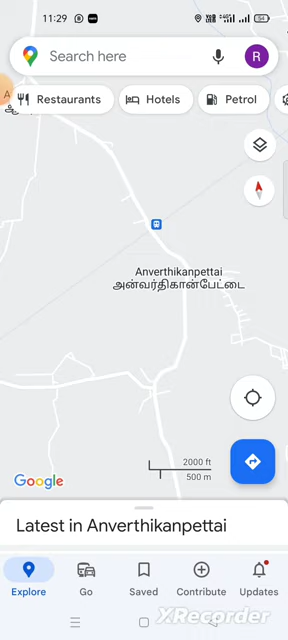 11:29
54
Search here
R
A
Restaurants
Hotels
Petrol
Anverthikanpettai
அன்வர்திகான்பேட்டை
2000 ft
500 m
Google
Latest in Anverthikanpettai
Explore
Go
Saved
Contribute
Updates
XRecorder